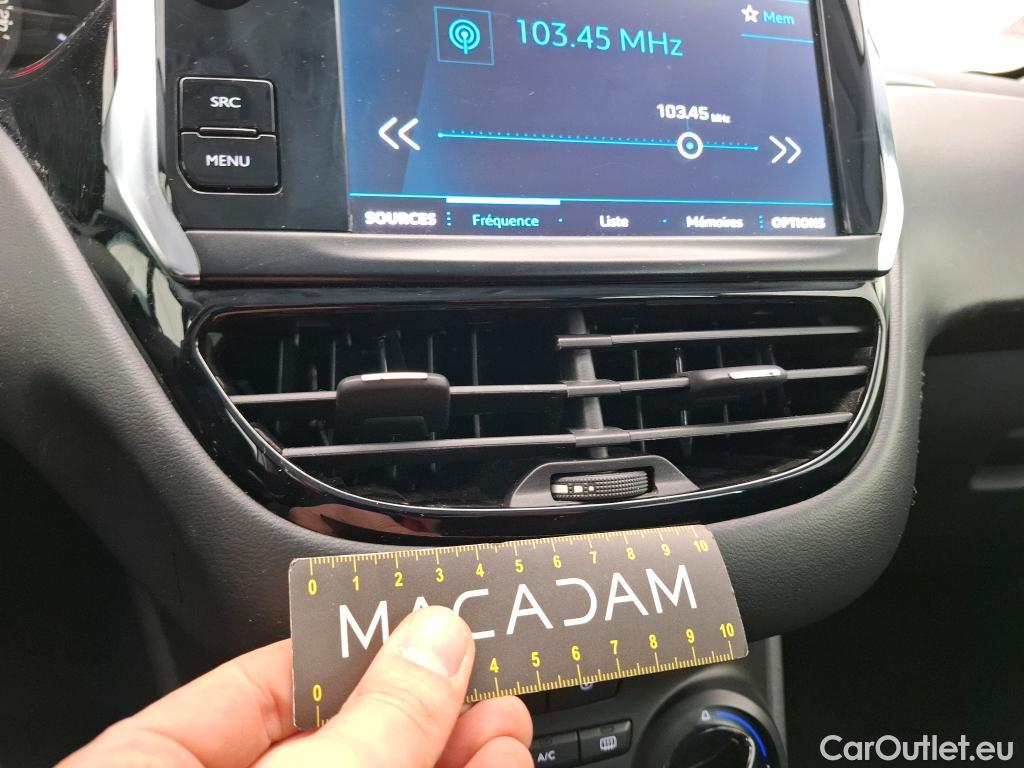 Mem
103.45 MHz
SRC
103.45 MHz
MENU
SOURCES Fréquence Liste Mémoires OPTIONS
0 1 2 3 4 5 6 7 8 9 10
MACADAM
0 4 5 6 7 8 9 10
A/C
CarOutlet.eu